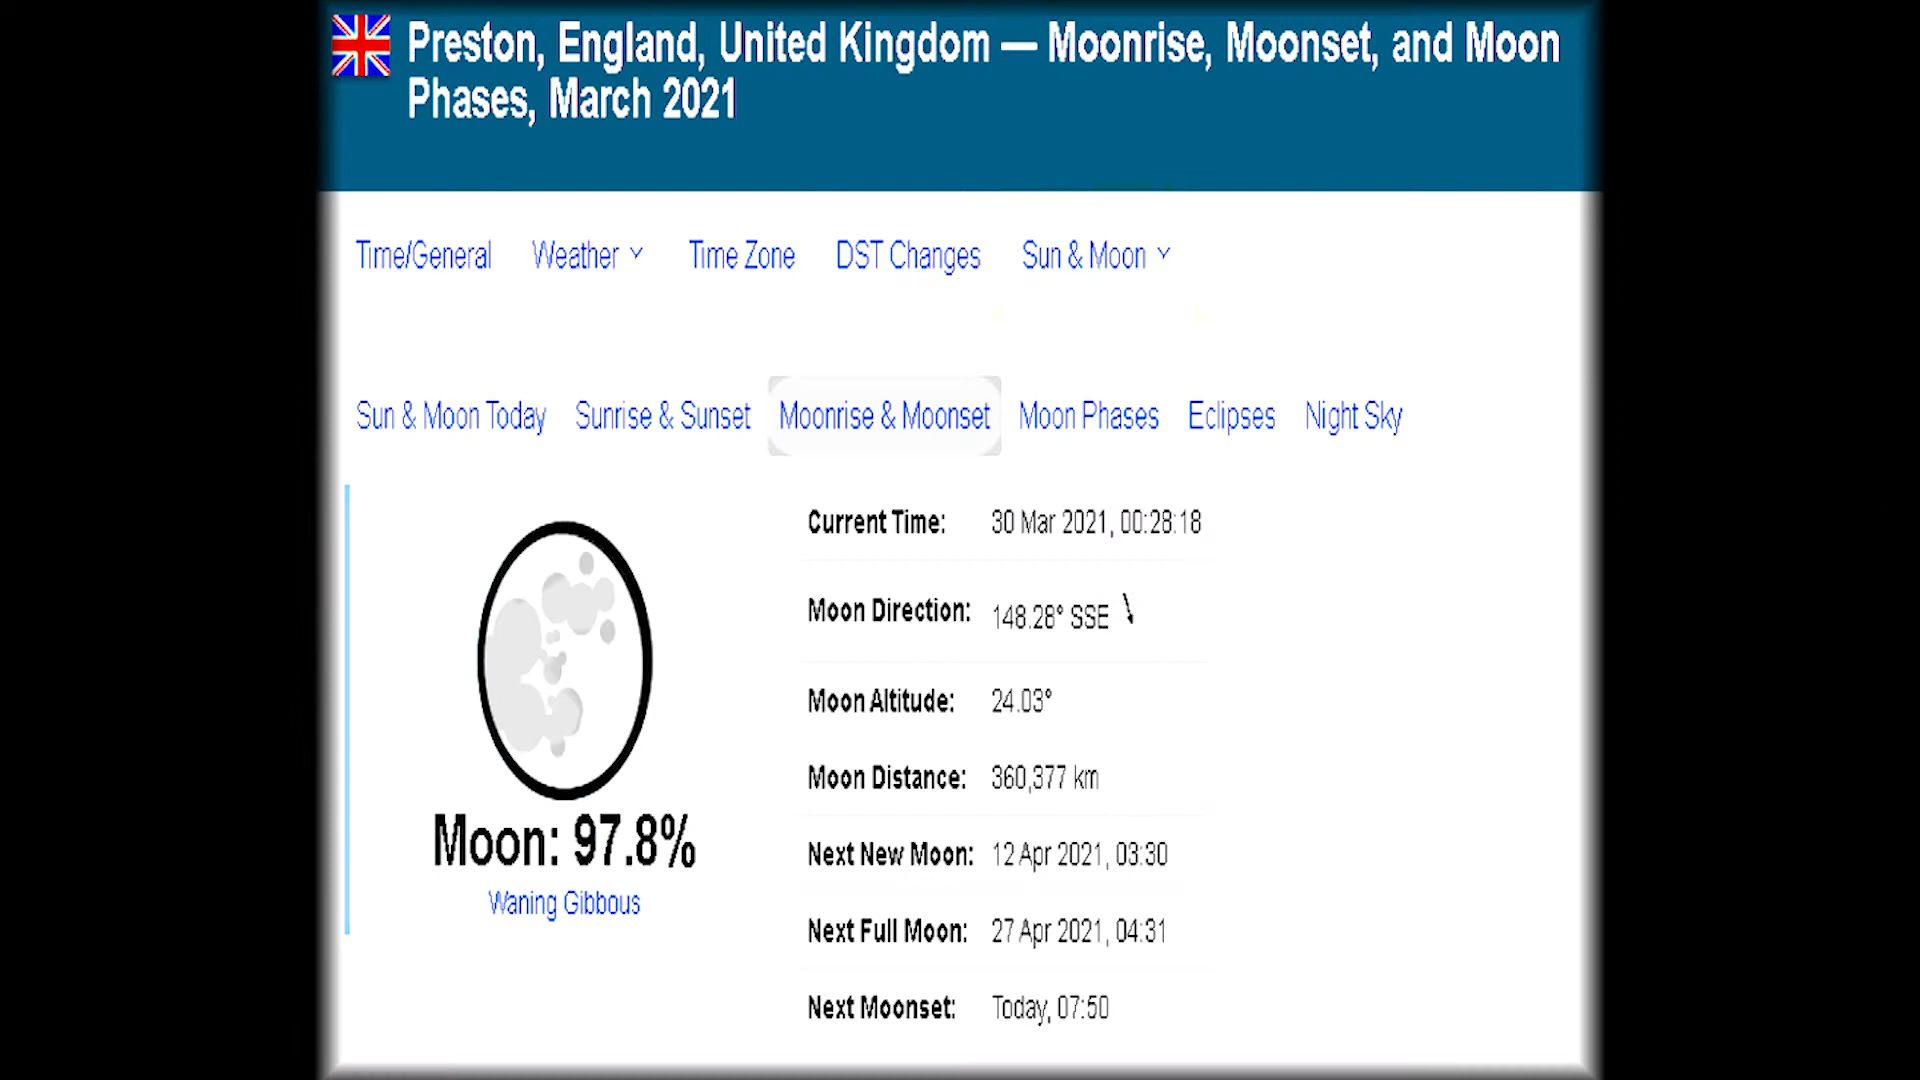 Preston, England, United Kingdom — Moonrise, Moonset, and Moon
Phases, March 2021
Time/General Weather Time Zone DST Changes Sun & Moon
Sun & Moon Today Sunrise & Sunset Moonrise & Moonset Moon Phases Eclipses Night Sky
Moon: 97.8%
Waning Gibbous
Current Time: 30 Mar 2021, 00:28:18
Moon Direction: 148.28° SSE
Moon Altitude: 24.03°
Moon Distance: 360,377 km
Next New Moon: 12 Apr 2021, 03:30
Next Full Moon: 27 Apr 2021, 04:31
Next Moonset: Today, 07:50